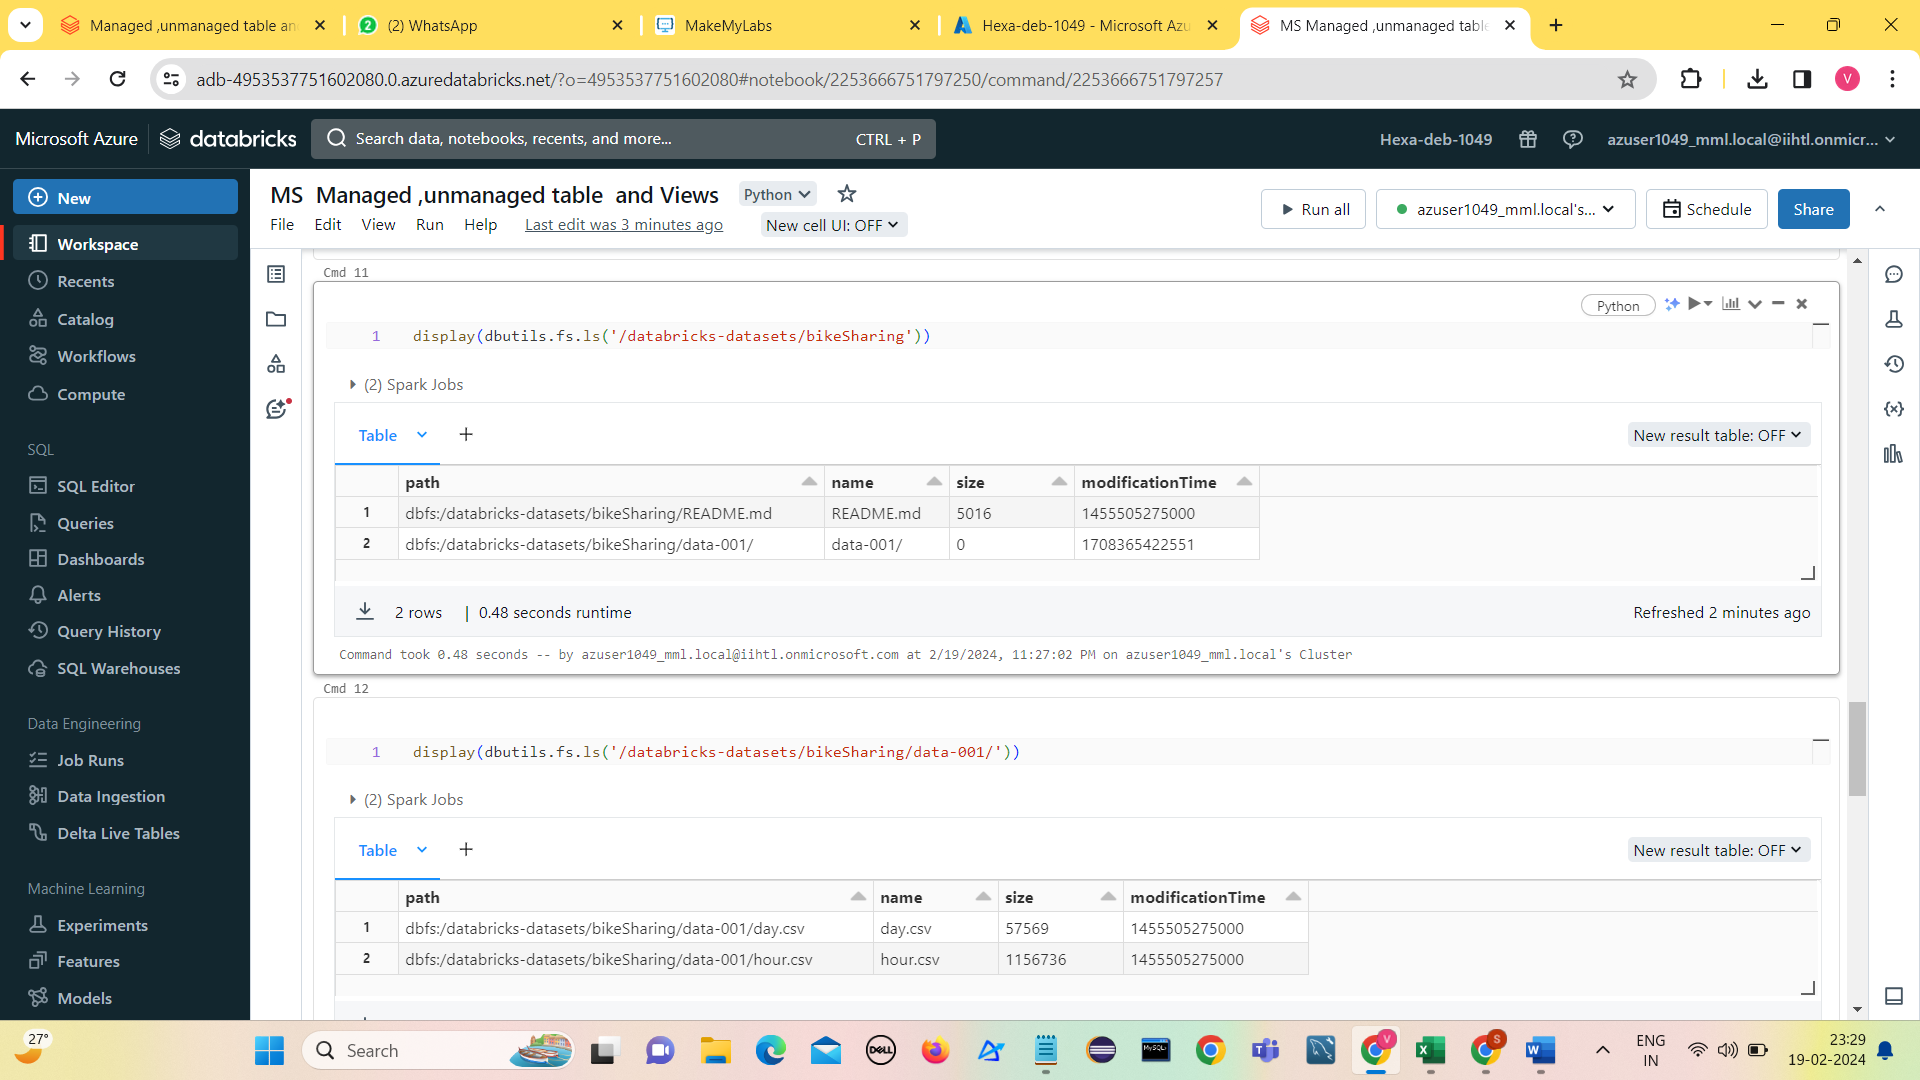 Managed ,unmanaged table an
(2) WhatsApp
MakeMyLabs
Hexa-deb-1049 - Microsoft Azu
MS Managed ,unmanaged table
adb-4953537751602080.0.azuredatabricks.net/?o=4953537751602080#notebook/2253666751797250/command/2253666751797257
V
Microsoft Azure
databricks
Search data, notebooks, recents, and more...
CTRL + P
Hexa-deb-1049
azuser1049_mml.local@iihtl.onmicr...
New
Workspace
Recents
Catalog
Workflows
Compute
SQL
SQL Editor
Queries
Dashboards
Alerts
Query History
SQL Warehouses
Data Engineering
Job Runs
Data Ingestion
Delta Live Tables
Machine Learning
Experiments
Features
Models
MS Managed ,unmanaged table and Views
Python
File Edit View Run Help Last edit was 3 minutes ago New cell UI: OFF
Run all
azuser1049_mml.local's...
Schedule
Share
Cmd 11
Python
1 display(dbutils.fs.ls('/databricks-datasets/bikeSharing'))
(2) Spark Jobs
Table +
New result table: OFF
path name size modificationTime
1 dbfs:/databricks-datasets/bikeSharing/README.md README.md 5016 1455505275000
2 dbfs:/databricks-datasets/bikeSharing/data-001/ data-001/ 0 1708365422551
2 rows | 0.48 seconds runtime
Refreshed 2 minutes ago
Command took 0.48 seconds -- by azuser1049_mml.local@iihtl.onmicrosoft.com at 2/19/2024, 11:27:02 PM on azuser1049_mml.local's Cluster
Cmd 12
1 display(dbutils.fs.ls('/databricks-datasets/bikeSharing/data-001/'))
(2) Spark Jobs
Table +
New result table: OFF
path name size modificationTime
1 dbfs:/databricks-datasets/bikeSharing/data-001/day.csv day.csv 57569 1455505275000
2 dbfs:/databricks-datasets/bikeSharing/data-001/hour.csv hour.csv 1156736 1455505275000
27°
Search
DELL
MySQL
V
S
ENG
IN
23:29
19-02-2024